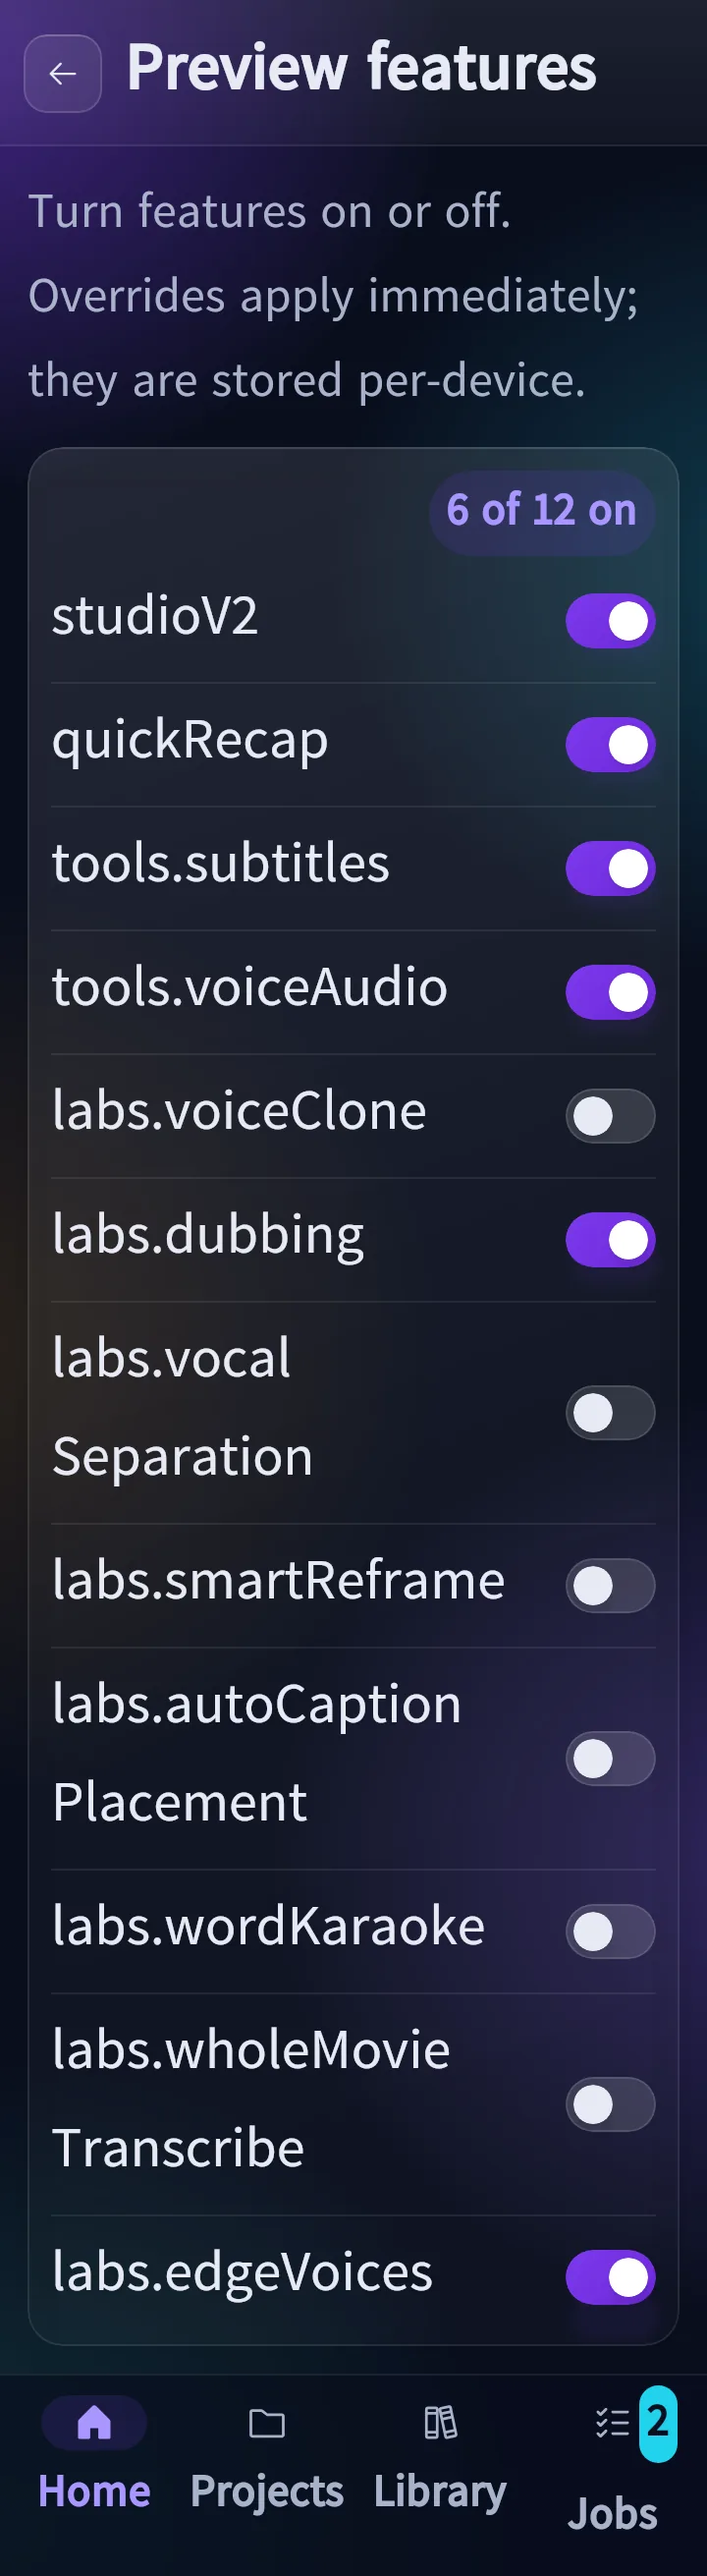 Preview features
Turn features on or off.
Overrides apply immediately;
they are stored per-device.
6 of 12 on
studioV2
quickRecap
tools.subtitles
tools.voiceAudio
labs.voiceClone
labs.dubbing
labs.vocal
Separation
labs.smartReframe
labs.autoCaption
Placement
labs.wordKaraoke
labs.wholeMovie
Transcribe
labs.edgeVoices
2
Home
Projects
Library
Jobs